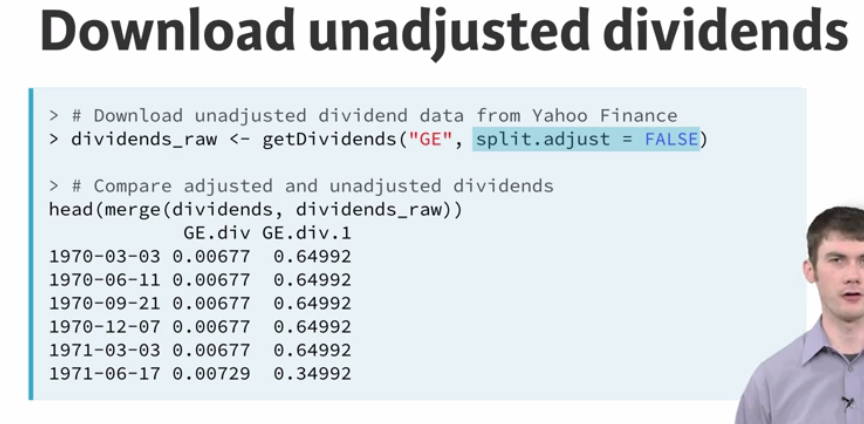 Download unadjusted dividends
> # Download unadjusted dividend data from Yahoo Finance
> dividends_raw <- getDividends("GE", split.adjust = FALSE)
> # Compare adjusted and unadjusted dividends
head(merge(dividends, dividends_raw))
GE.div GE.div.1
1970-03-03 0.00677 0.64992
1970-06-11 0.00677 0.64992
1970-09-21 0.00677 0.64992
1970-12-07 0.00677 0.64992
1971-03-03 0.00677 0.64992
1971-06-17 0.00729 0.34992